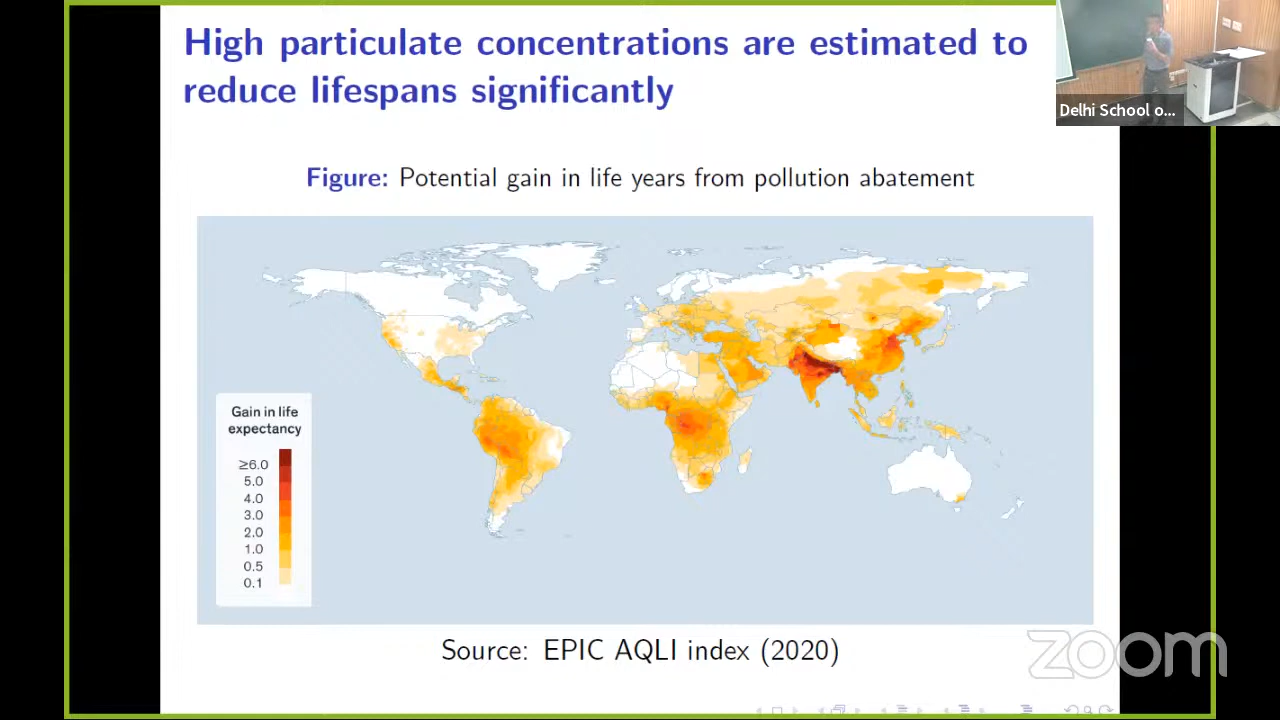 High particulate concentrations are estimated to
reduce lifespans significantly
Delhi School o...
Figure: Potential gain in life years from pollution abatement
Gain in life
expectancy
≥6.0
5.0
4.0
3.0
2.0
1.0
0.5
0.1
Source: EPIC AQLI index (2020)
zoom